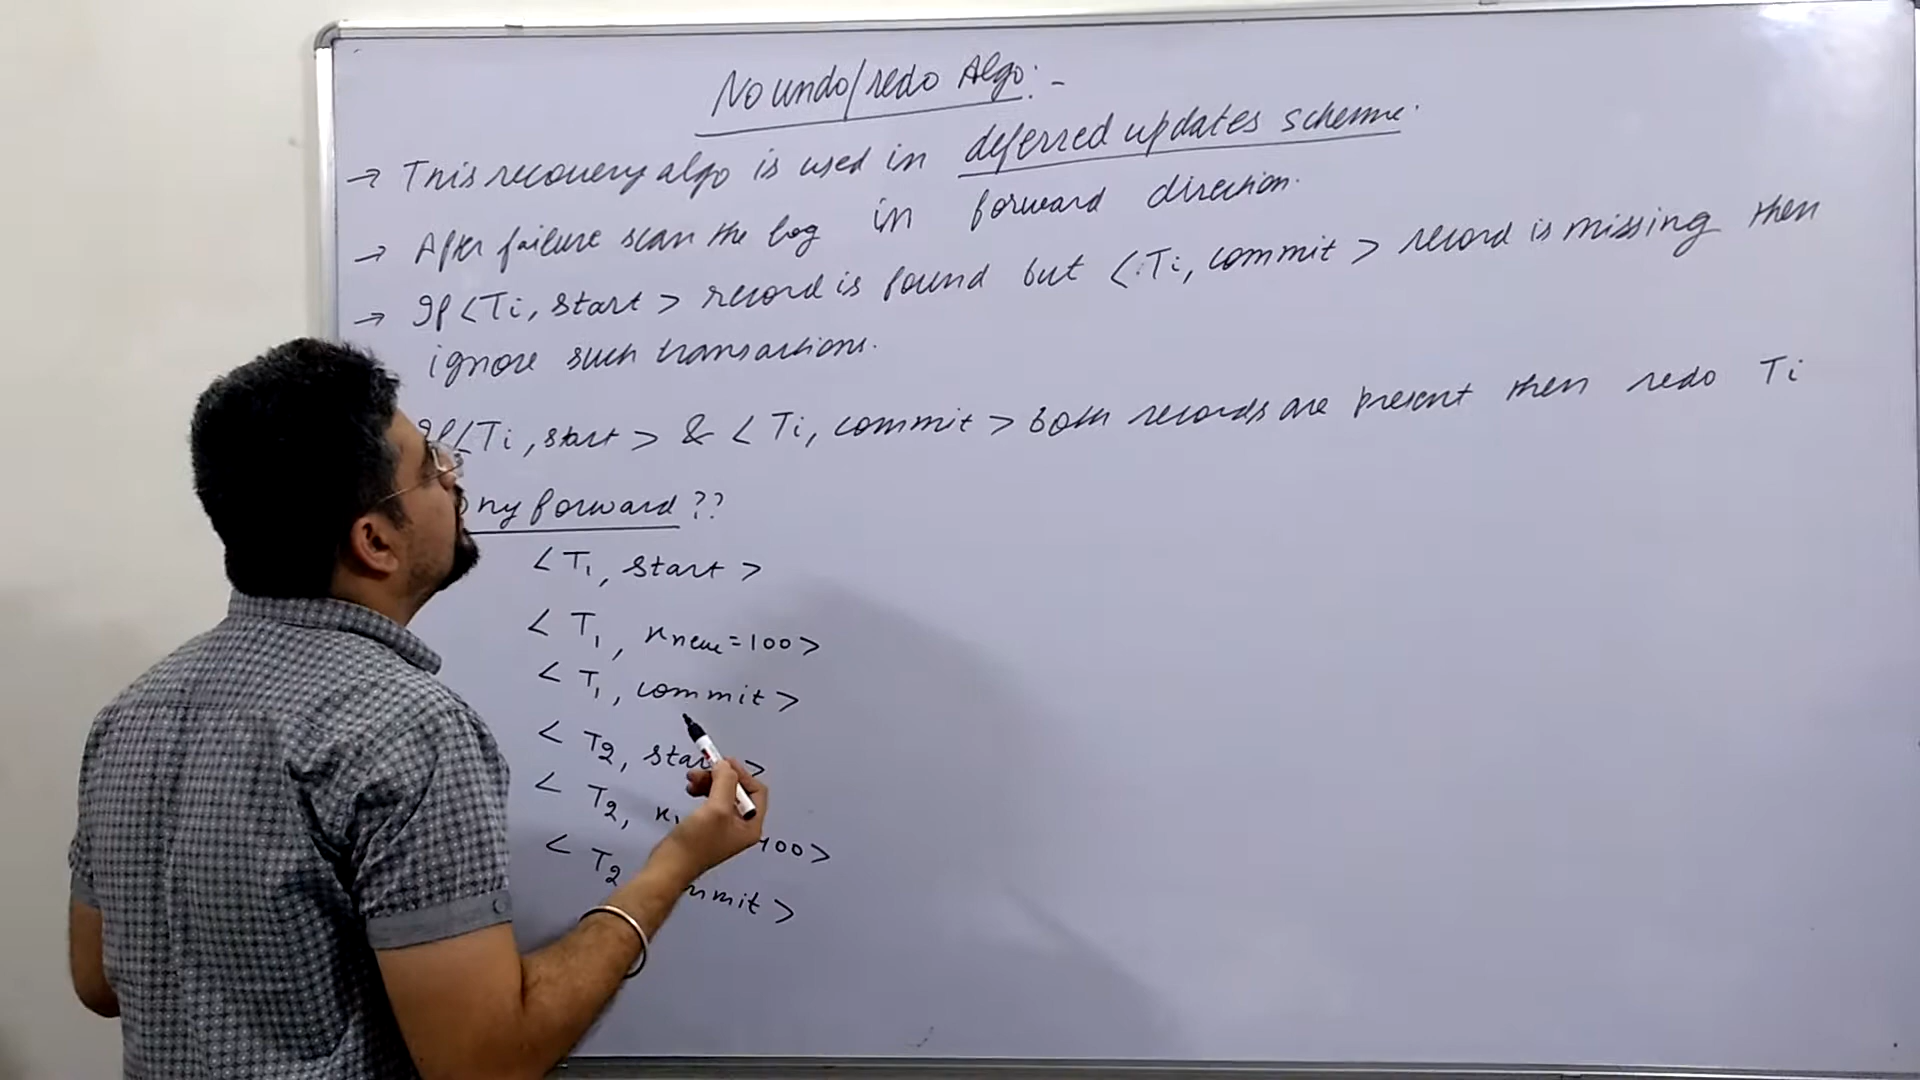 No undo/redo Algo:-
→ This recovery algo is used in deferred updates scheme.
→ After failure scan the log in forward direction.
→ If <Ti, start> record is found but <Ti, commit> record is missing then
ignore such transactions.
If <Ti, start> & <Ti, commit> both records are present then redo Ti
forward??
<T1, start>
<T1, xnew=100>
<T1, commit>
<T2, start>
<T2,
<T2